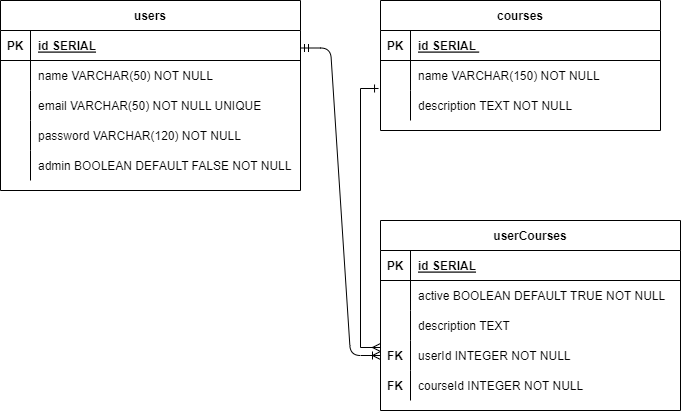 users
PK id SERIAL
name VARCHAR(50) NOT NULL
email VARCHAR(50) NOT NULL UNIQUE
password VARCHAR(120) NOT NULL
admin BOOLEAN DEFAULT FALSE NOT NULL
courses
PK id SERIAL
name VARCHAR(150) NOT NULL
description TEXT NOT NULL
userCourses
PK id SERIAL
active BOOLEAN DEFAULT TRUE NOT NULL
description TEXT
FK userId INTEGER NOT NULL
FK courseId INTEGER NOT NULL